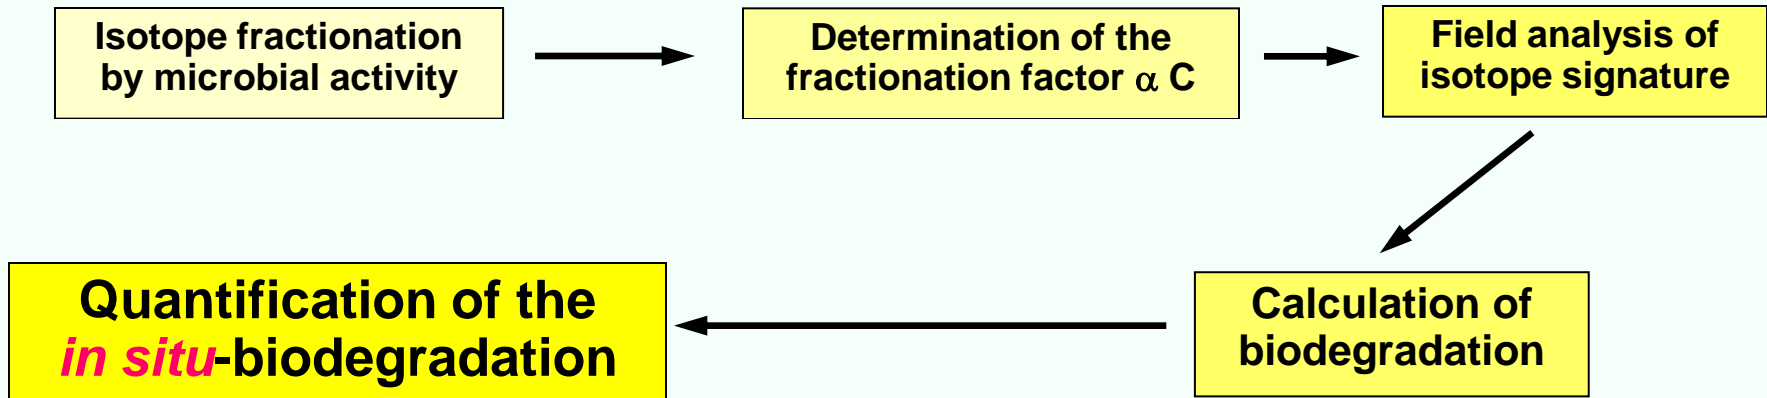 Isotope fractionation
by microbial activity
Determination of the
fractionation factor α C
Field analysis of
isotope signature
Calculation of
biodegradation
Quantification of the
in situ-biodegradation